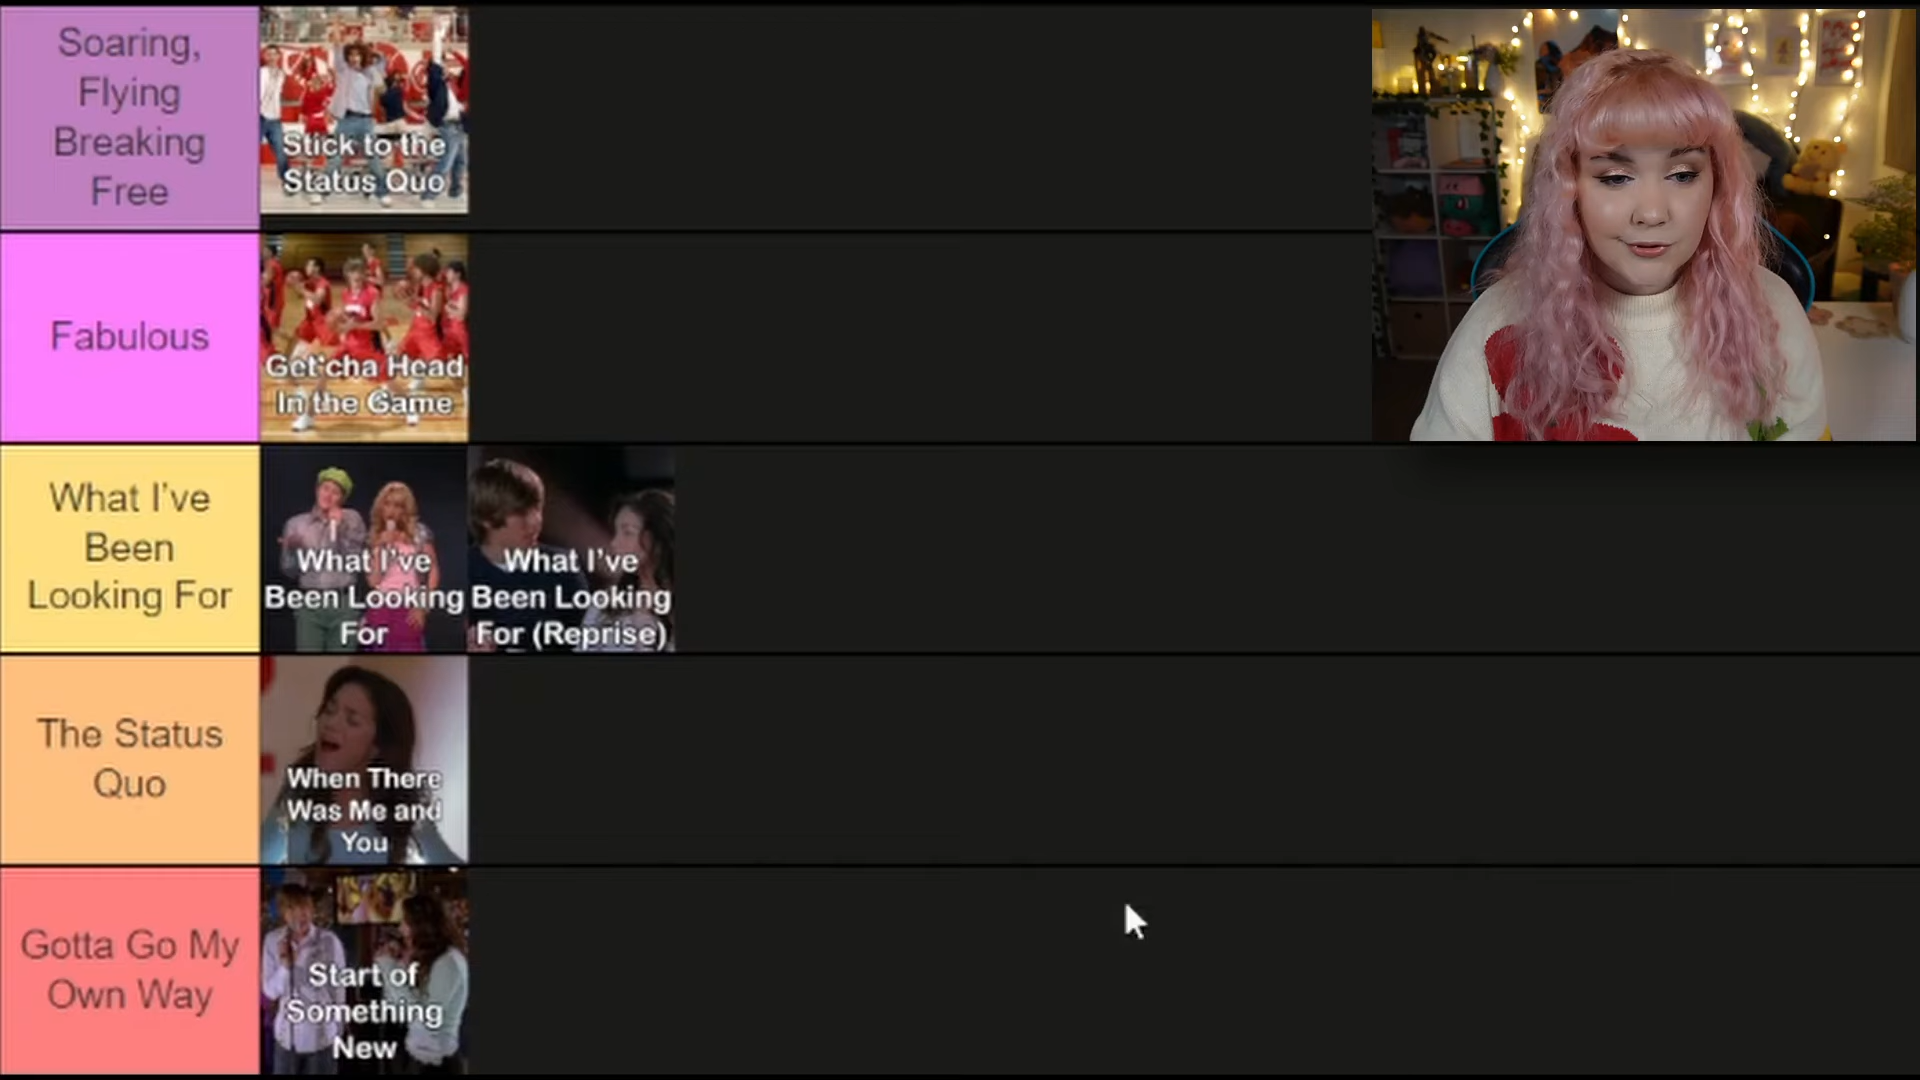 Soaring,
Flying
Breaking
Free
Stick to the
Status Quo
Fabulous
Get'cha Head
In the Game
What I've
Been
Looking For
What I've
Been Looking
For
What I've
Been Looking
For (Reprise)
The Status
Quo
When There
Was Me and
You
Gotta Go My
Own Way
Start of
Something
New